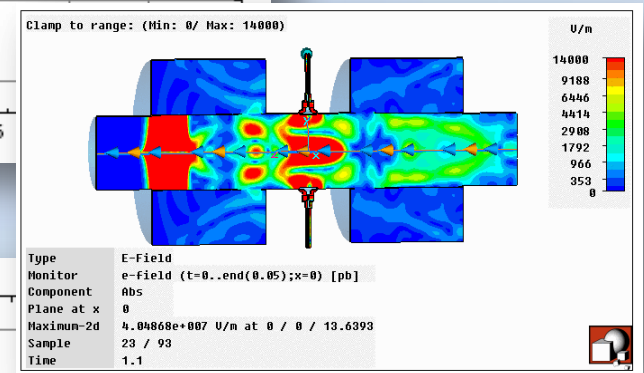 Clamp to range: (Min: 0/ Max: 14000)
V/m
14000
9188
6446
4414
2908
1792
966
353
0
Type E-Field
Monitor e-field (t=0..end(0.05);x=0) [pb]
Component Abs
Plane at x 0
Maximum-2d 4.04868e+007 V/m at 0 / 0 / 13.6393
Sample 23 / 93
Time 1.1